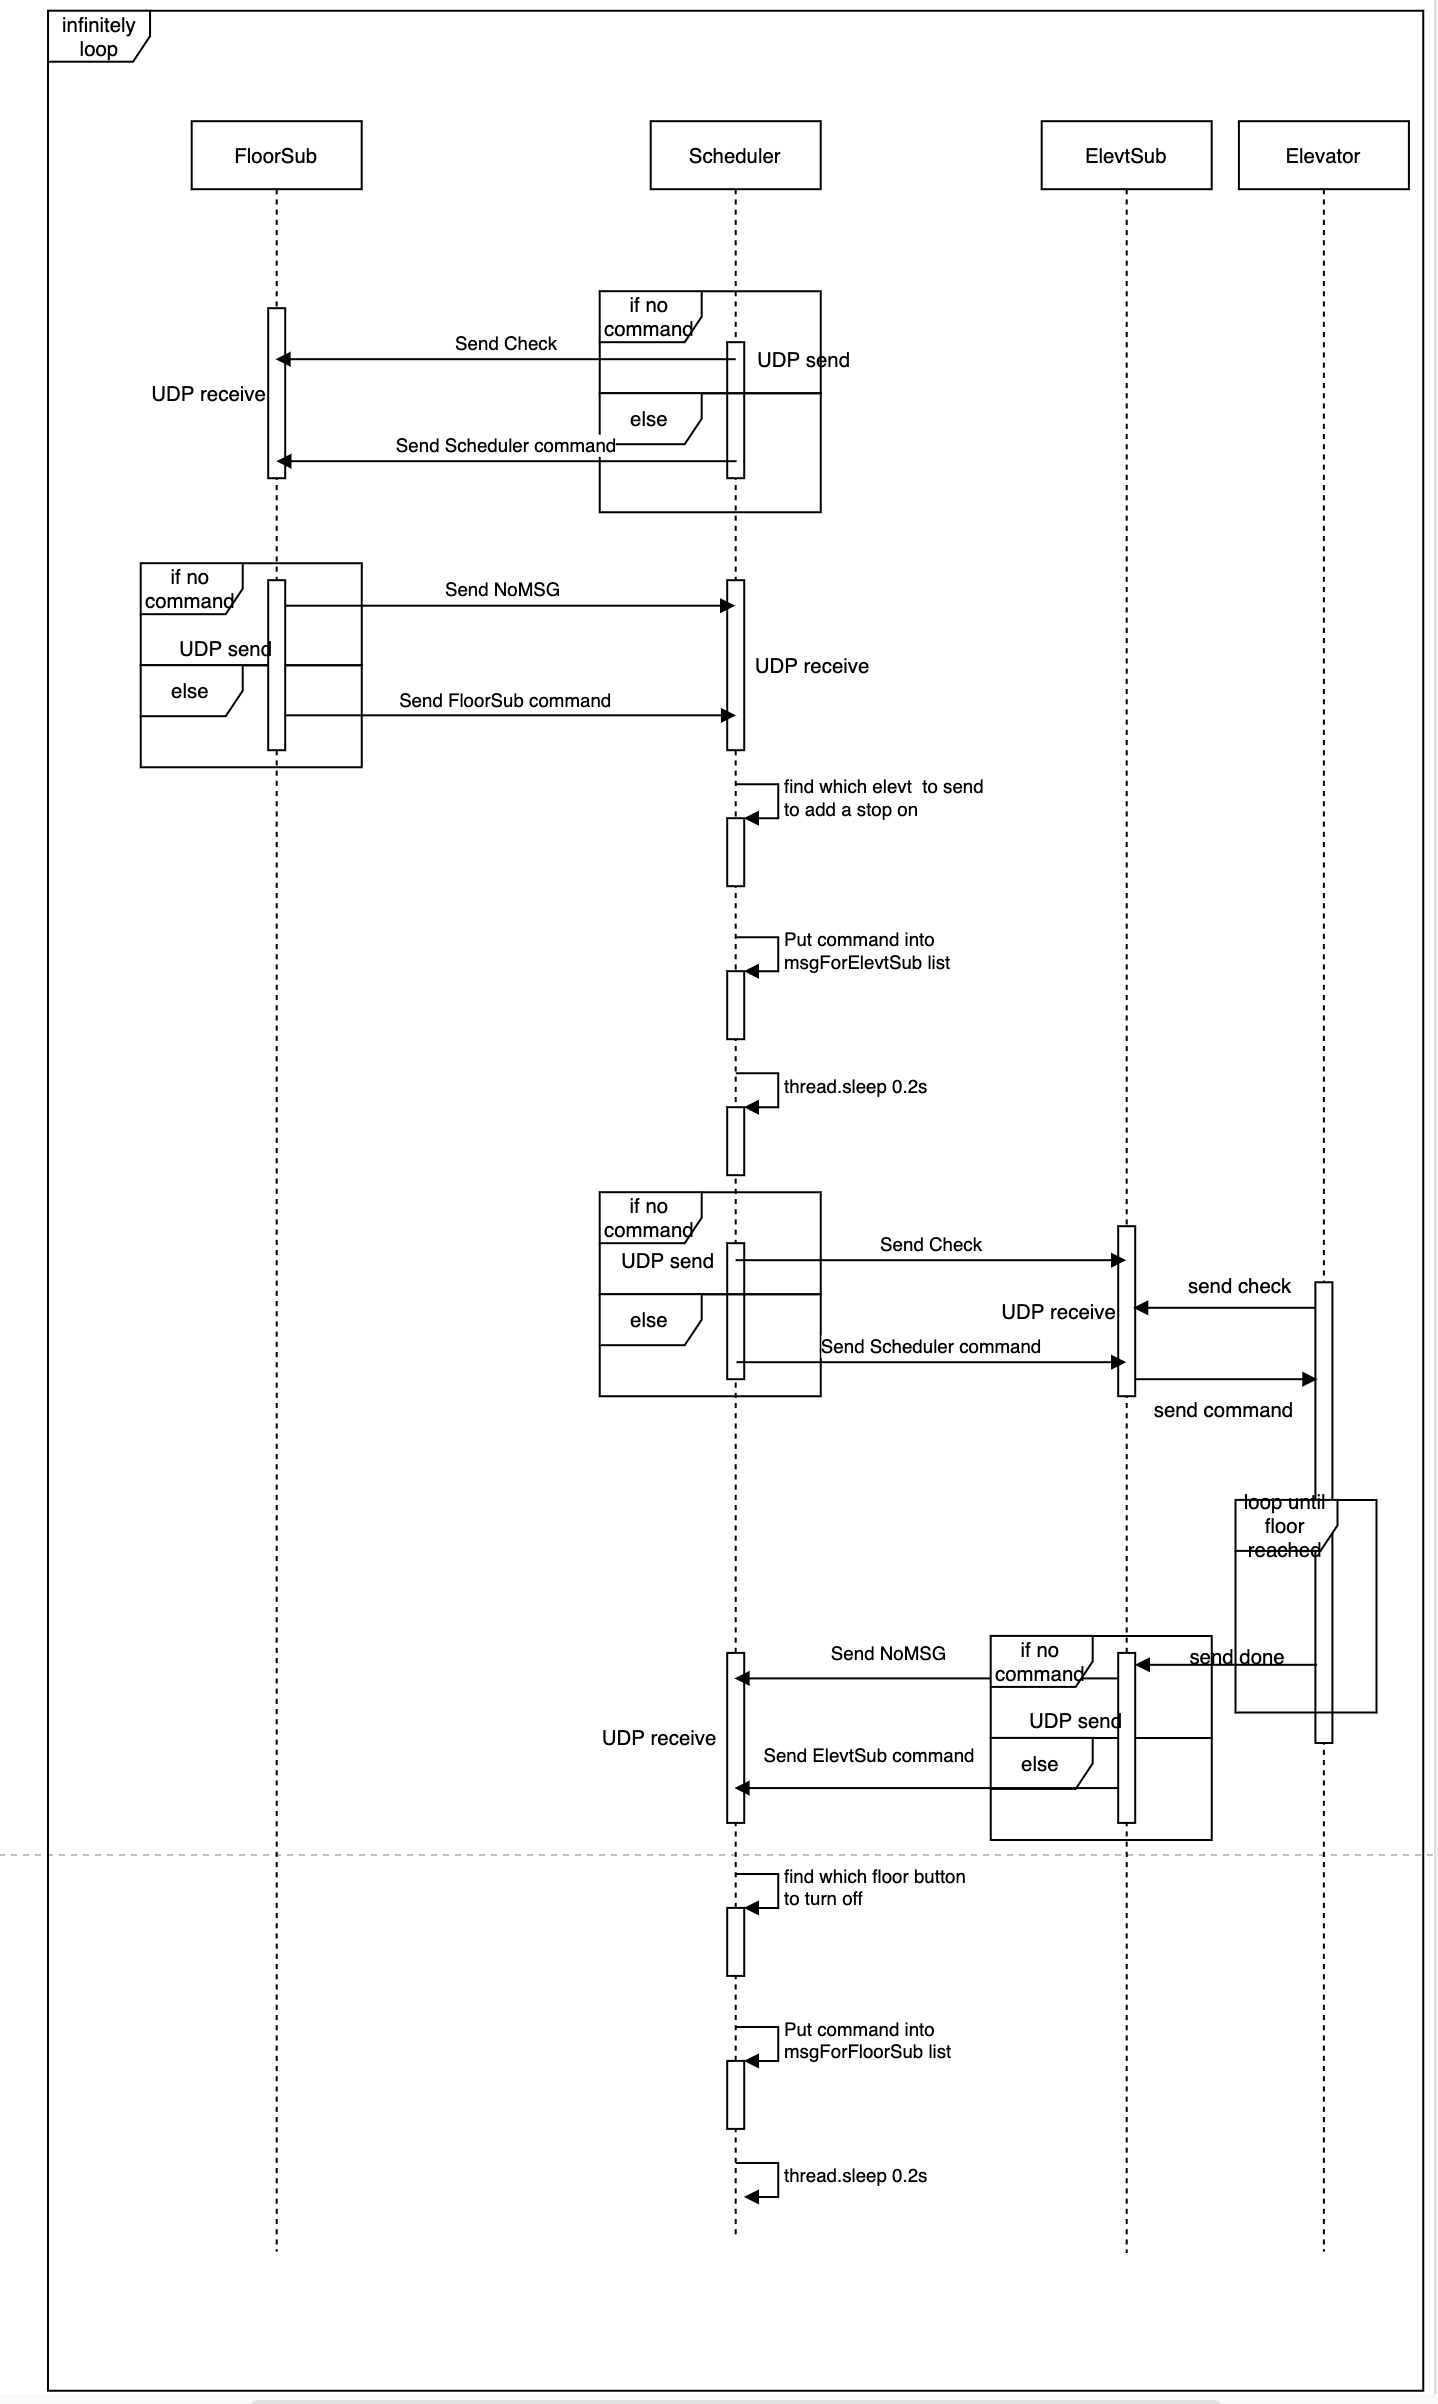 infinitely
loop
FloorSub
Scheduler
ElevtSub
Elevator
if no
command
Send Check
UDP send
UDP receive
else
Send Scheduler command
if no
command
Send NoMSG
UDP send
UDP receive
else
Send FloorSub command
find which elevt  to send
to add a stop on
Put command into
msgForElevtSub list
thread.sleep 0.2s
if no
command
Send Check
UDP send
send check
UDP receive
else
Send Scheduler command
send command
loop until
floor
reached
if no
command
Send NoMSG
send done
UDP send
UDP receive
Send ElevtSub command
else
find which floor button
to turn off
Put command into
msgForFloorSub list
thread.sleep 0.2s